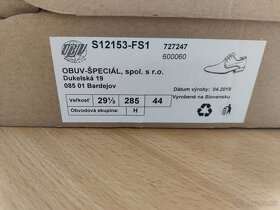 OBUV
S12153-FS1
727247
600060
OBUV-ŠPECIÁL, spol. s r.o.
Dukelská 19
085 01 Bardejov
Dátum výroby: 04.2019
Vyrobené na Slovensku
Veľkosť 29½ 285 44
Obvodová skupina: H